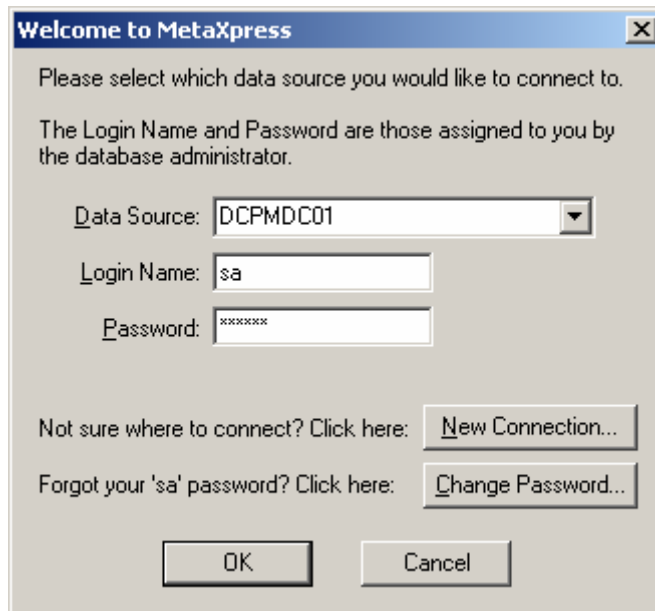 Welcome to MetaXpress
Please select which data source you would like to connect to.
The Login Name and Password are those assigned to you by
the database administrator.
Data Source: DCPMDC01
Login Name: sa
Password: ******
Not sure where to connect? Click here: New Connection...
Forgot your 'sa' password? Click here: Change Password...
OK Cancel